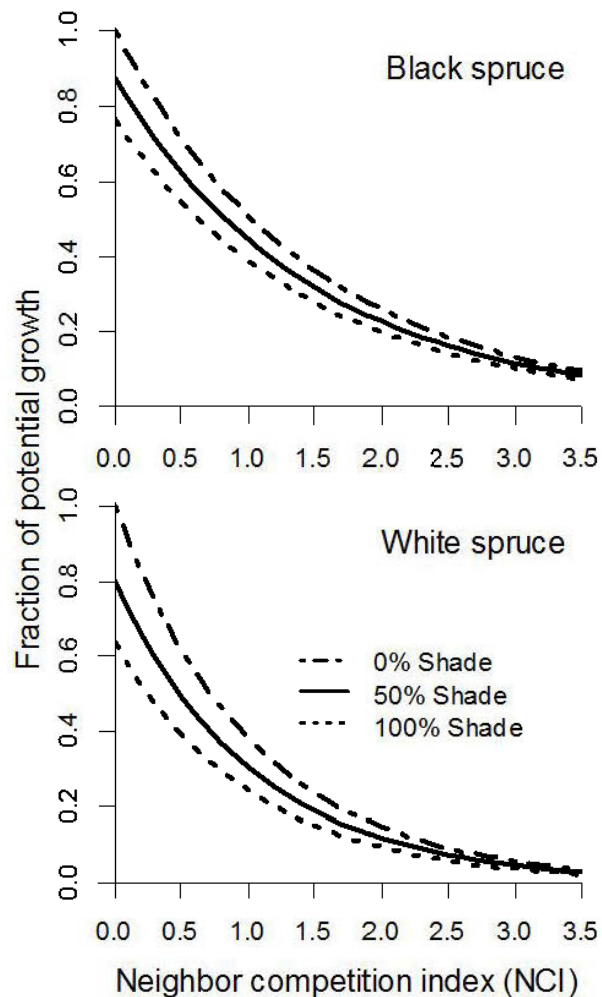 Black spruce
Fraction of potential growth
1.0
0.8
0.6
0.4
0.2
0.0
0.0 0.5 1.0 1.5 2.0 2.5 3.0 3.5
White spruce
1.0
0.8
0.6
0.4
0.2
0.0
0% Shade
50% Shade
100% Shade
0.0 0.5 1.0 1.5 2.0 2.5 3.0 3.5
Neighbor competition index (NCI)